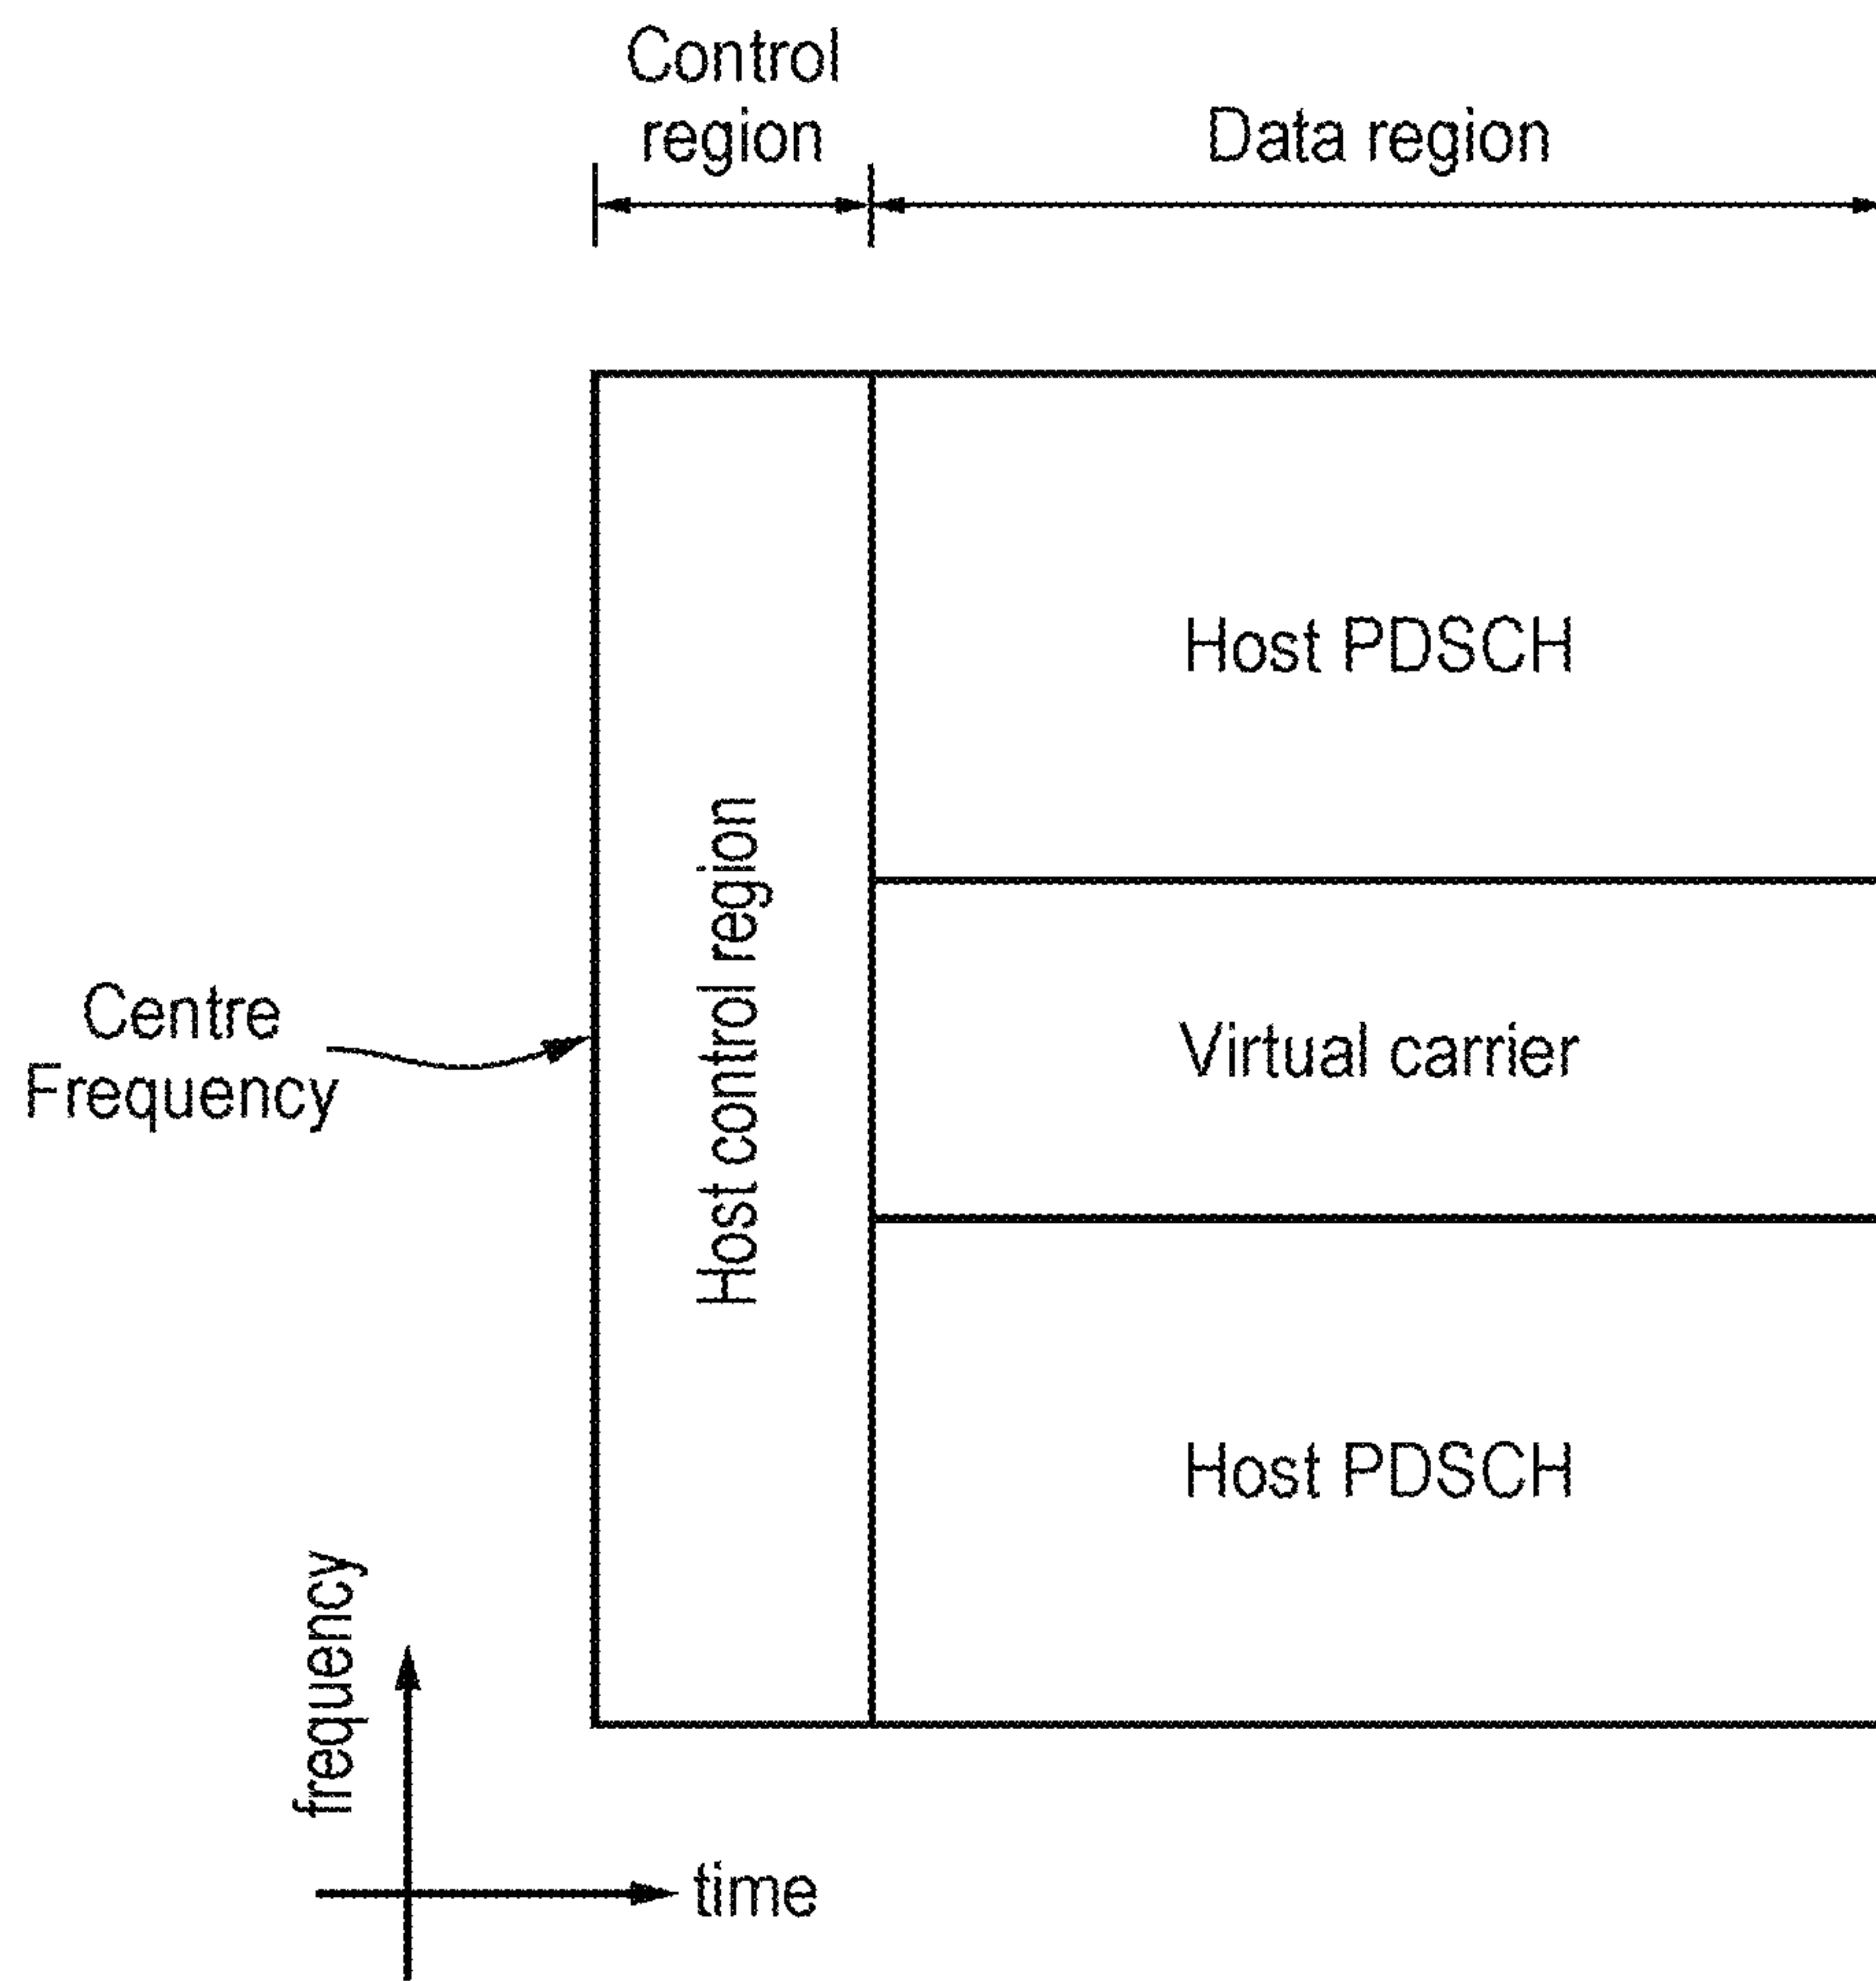 Control
region
Data region
Host PDSCH
Host control region
Centre
Frequency
Virtual carrier
Host PDSCH
frequency
time